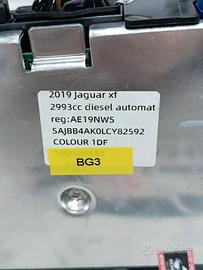 2019 Jaguar xf
2993cc diesel automat
reg:AE19NWS
SAJBB4AK0LCY82592
COLOUR 1DF
BG3